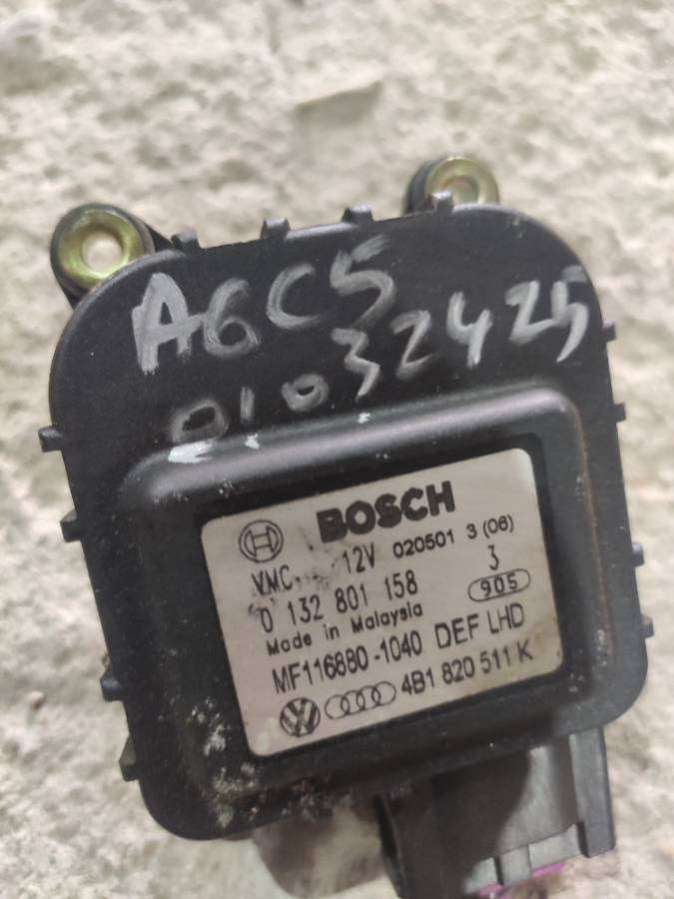 A6C5
01032425
BOSCH
V.M.C. 12V 020501 3 (06)
0 132 801 158 3
Made in Malaysia 905
MF116880-1040 DEF LHD
4B1 820 511 K